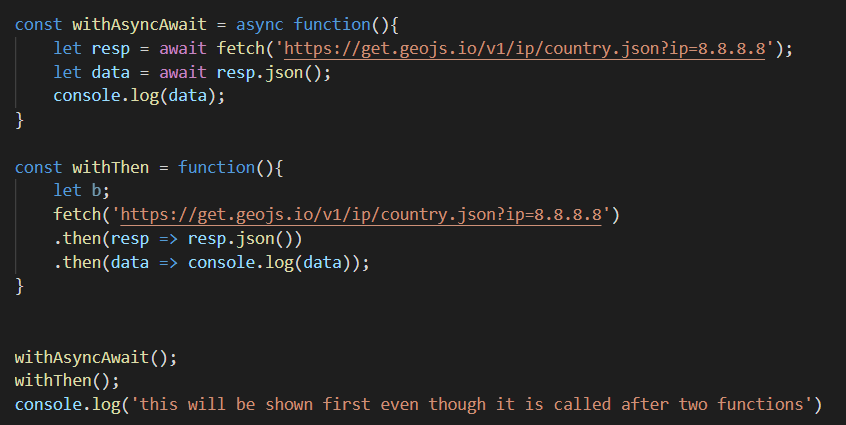 const withAsyncAwait = async function(){
    let resp = await fetch('https://get.geojs.io/v1/ip/country.json?ip=8.8.8.8');
    let data = await resp.json();
    console.log(data);
}
const withThen = function(){
    let b;
    fetch('https://get.geojs.io/v1/ip/country.json?ip=8.8.8.8')
    .then(resp => resp.json())
    .then(data => console.log(data));
}
withAsyncAwait();
withThen();
console.log('this will be shown first even though it is called after two functions')